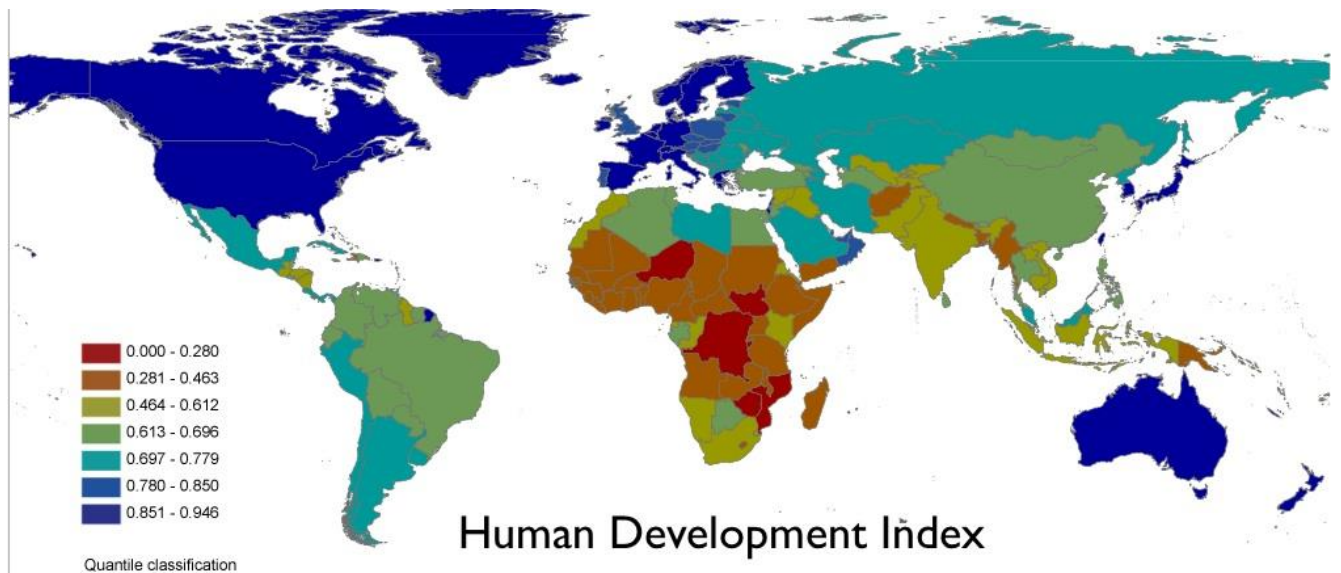 0.000 - 0.280
0.281 - 0.463
0.464 - 0.612
0.613 - 0.696
0.697 - 0.779
0.780 - 0.850
0.851 - 0.946
Human Development Index
Quantile classification